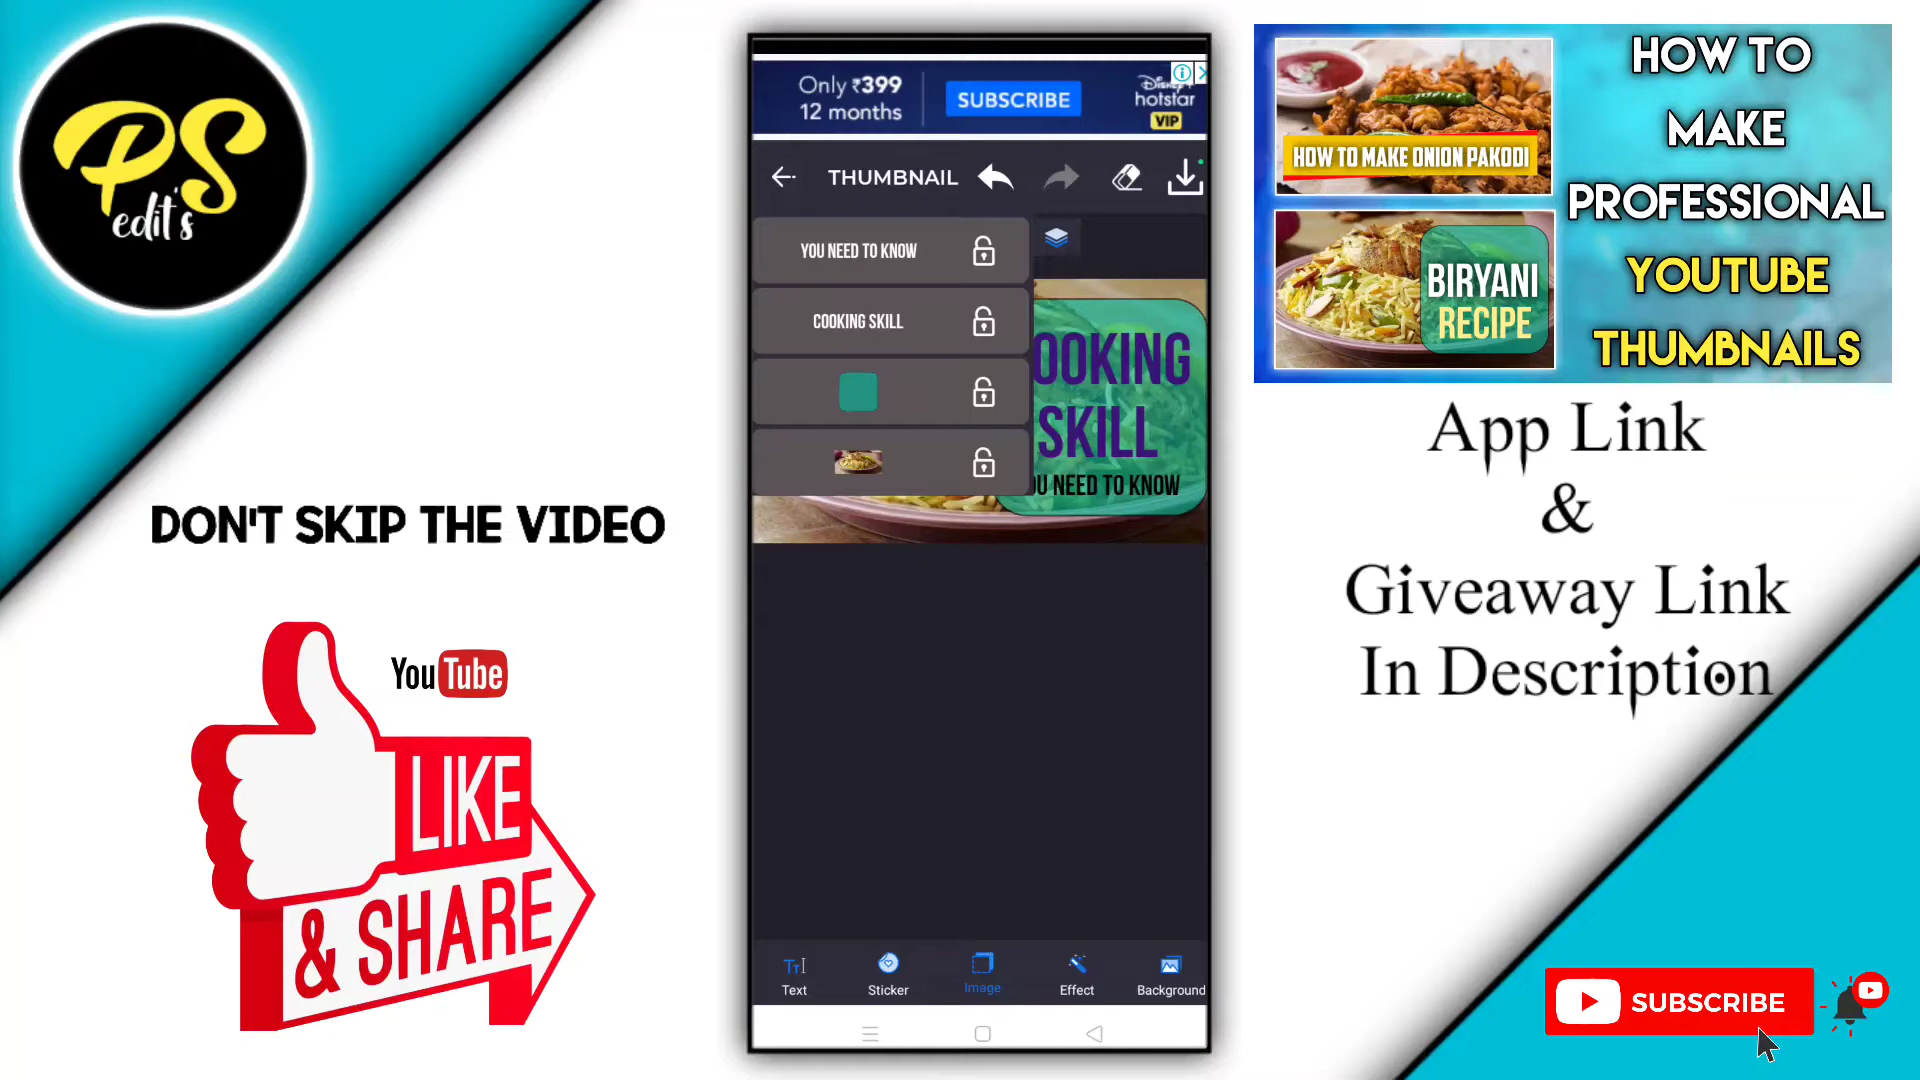 PS
edit's
DON'T SKIP THE VIDEO
YouTube
LIKE
& SHARE
Only ₹399
12 months
SUBSCRIBE
Disney+
hotstar
VIP
THUMBNAIL
YOU NEED TO KNOW
COOKING SKILL
OOKING
SKILL
OU NEED TO KNOW
Text
Sticker
Image
Effect
Background
HOW TO MAKE ONION PAKODI
BIRYANI
RECIPE
HOW TO
MAKE
PROFESSIONAL
YOUTUBE
THUMBNAILS
App Link
&
Giveaway Link
In Description
SUBSCRIBE